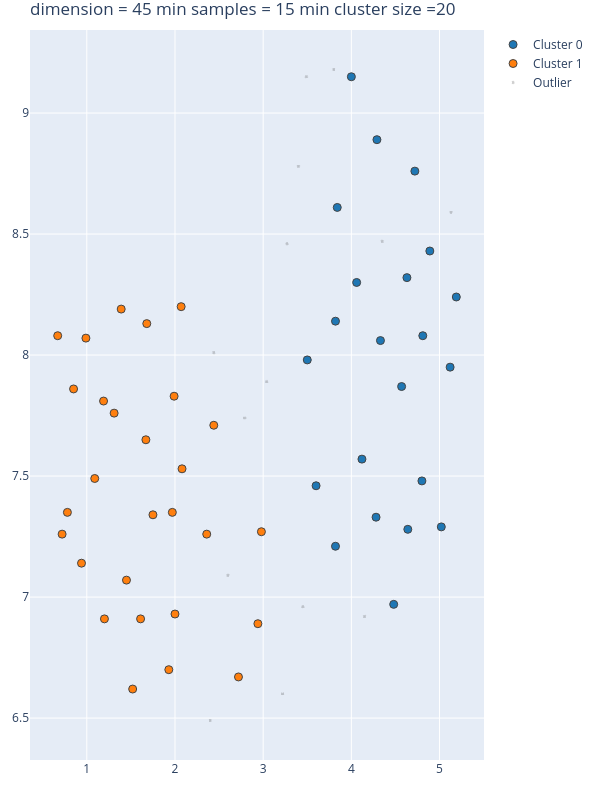 dimension = 45 min samples = 15 min cluster size =20
Cluster 0
Cluster 1
Outlier
9
8.5
8
7.5
7
6.5
1 2 3 4 5